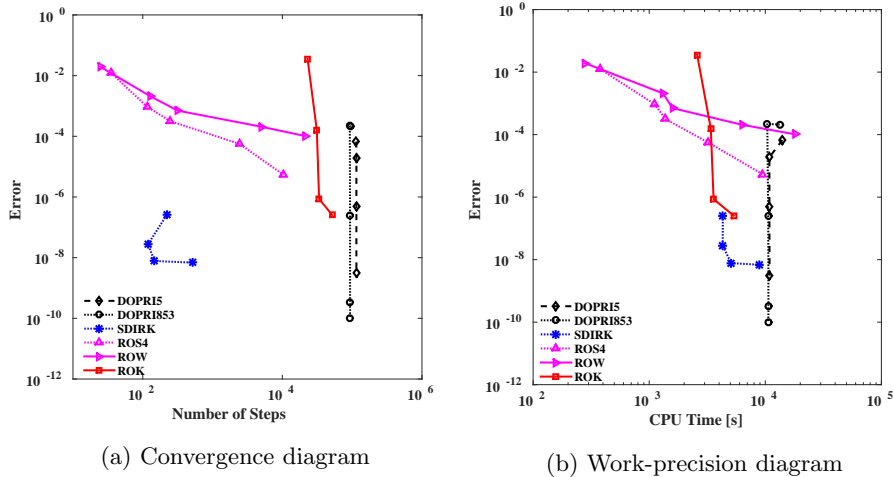 10 0
10 -2
10 -4
10 -6
10 -8
10 -10
10 -12
Error
DOPRI5
DOPRI853
SDIRK
ROS4
ROW
ROK
10 2
10 4
10 6
Number of Steps
(a) Convergence diagram
10 0
10 -2
10 -4
10 -6
10 -8
10 -10
10 -12
Error
DOPRI5
DOPRI853
SDIRK
ROS4
ROW
ROK
10 2
10 3
10 4
10 5
CPU Time [s]
(b) Work-precision diagram